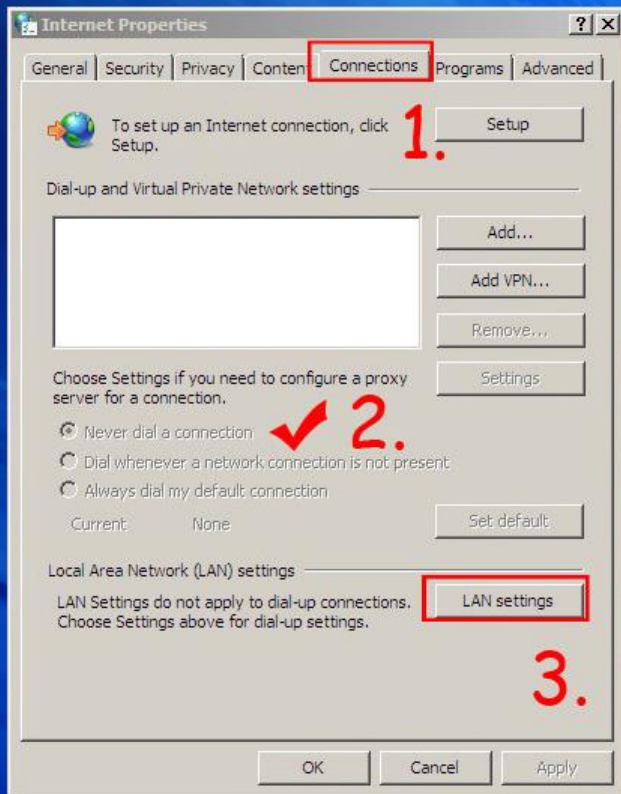 Internet Properties
General Security Privacy Content Connections Programs Advanced
To set up an Internet connection, click
Setup.
1.
Setup
Dial-up and Virtual Private Network settings
Add...
Add VPN...
Remove...
Choose Settings if you need to configure a proxy
server for a connection.
Settings
Never dial a connection
2.
Dial whenever a network connection is not present
Always dial my default connection
Current None
Set default
Local Area Network (LAN) settings
LAN Settings do not apply to dial-up connections.
Choose Settings above for dial-up settings.
LAN settings
3.
OK Cancel Apply